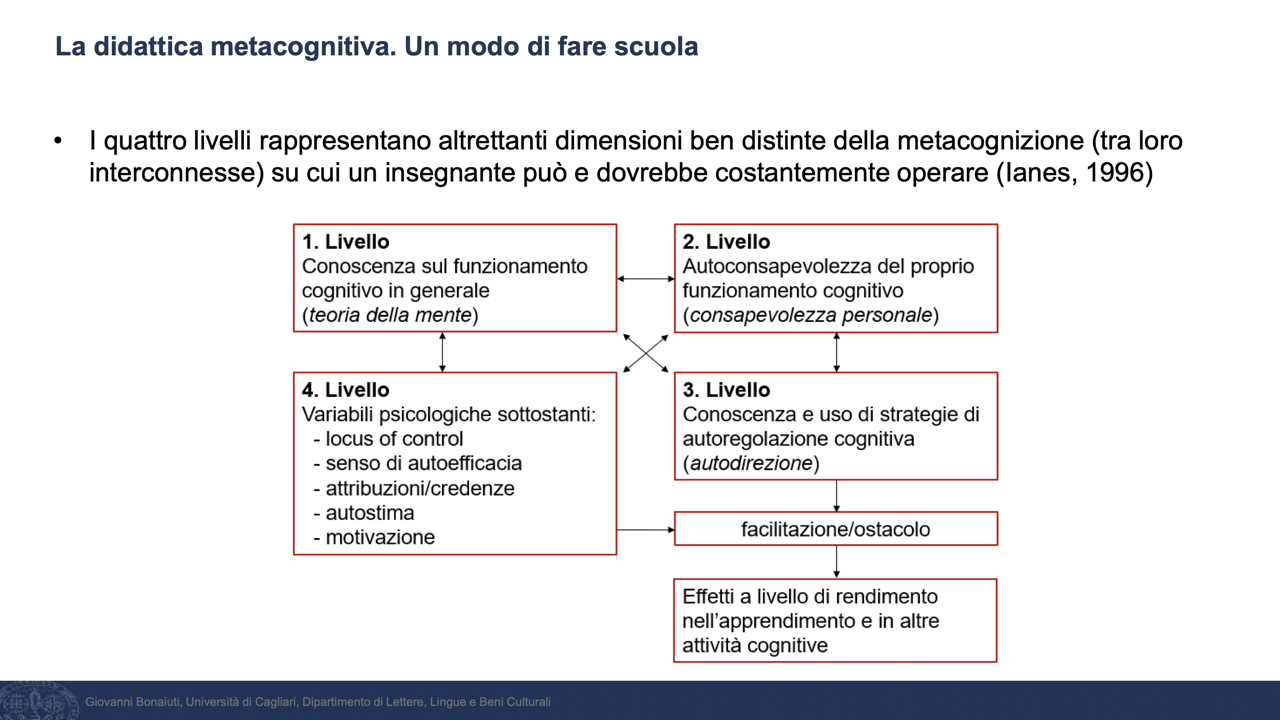 La didattica metacognitiva. Un modo di fare scuola
• I quattro livelli rappresentano altrettanti dimensioni ben distinte della metacognizione (tra loro
interconnesse) su cui un insegnante può e dovrebbe costantemente operare (Ianes, 1996)
1. Livello
Conoscenza sul funzionamento
cognitivo in generale
(teoria della mente)
2. Livello
Autoconsapevolezza del proprio
funzionamento cognitivo
(consapevolezza personale)
4. Livello
Variabili psicologiche sottostanti:
- locus of control
- senso di autoefficacia
- attribuzioni/credenze
- autostima
- motivazione
3. Livello
Conoscenza e uso di strategie di
autoregolazione cognitiva
(autodirezione)
facilitazione/ostacolo
Effetti a livello di rendimento
nell'apprendimento e in altre
attività cognitive
Giovanni Bonaiuti, Università di Cagliari, Dipartimento di Lettere, Lingue e Beni Culturali